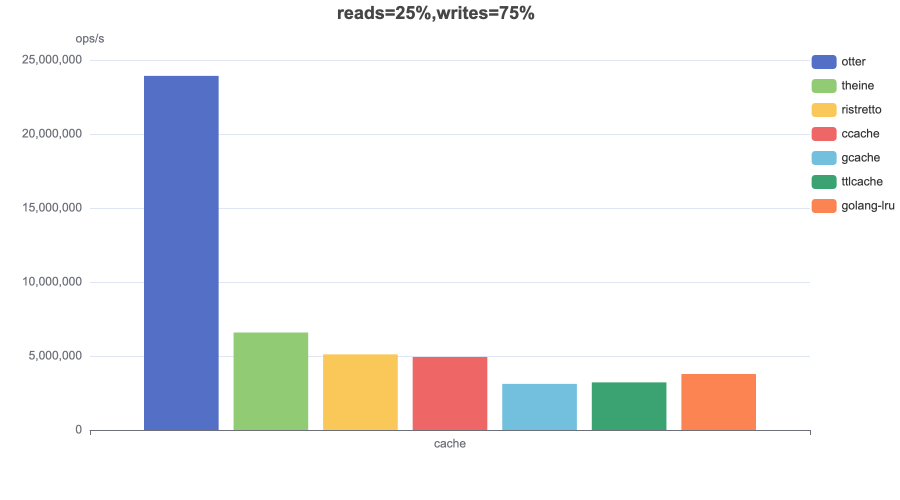 reads=25%,writes=75%
ops/s
25,000,000
20,000,000
15,000,000
10,000,000
5,000,000
0
cache
otter
theine
ristretto
ccache
gcache
ttlcache
golang-lru